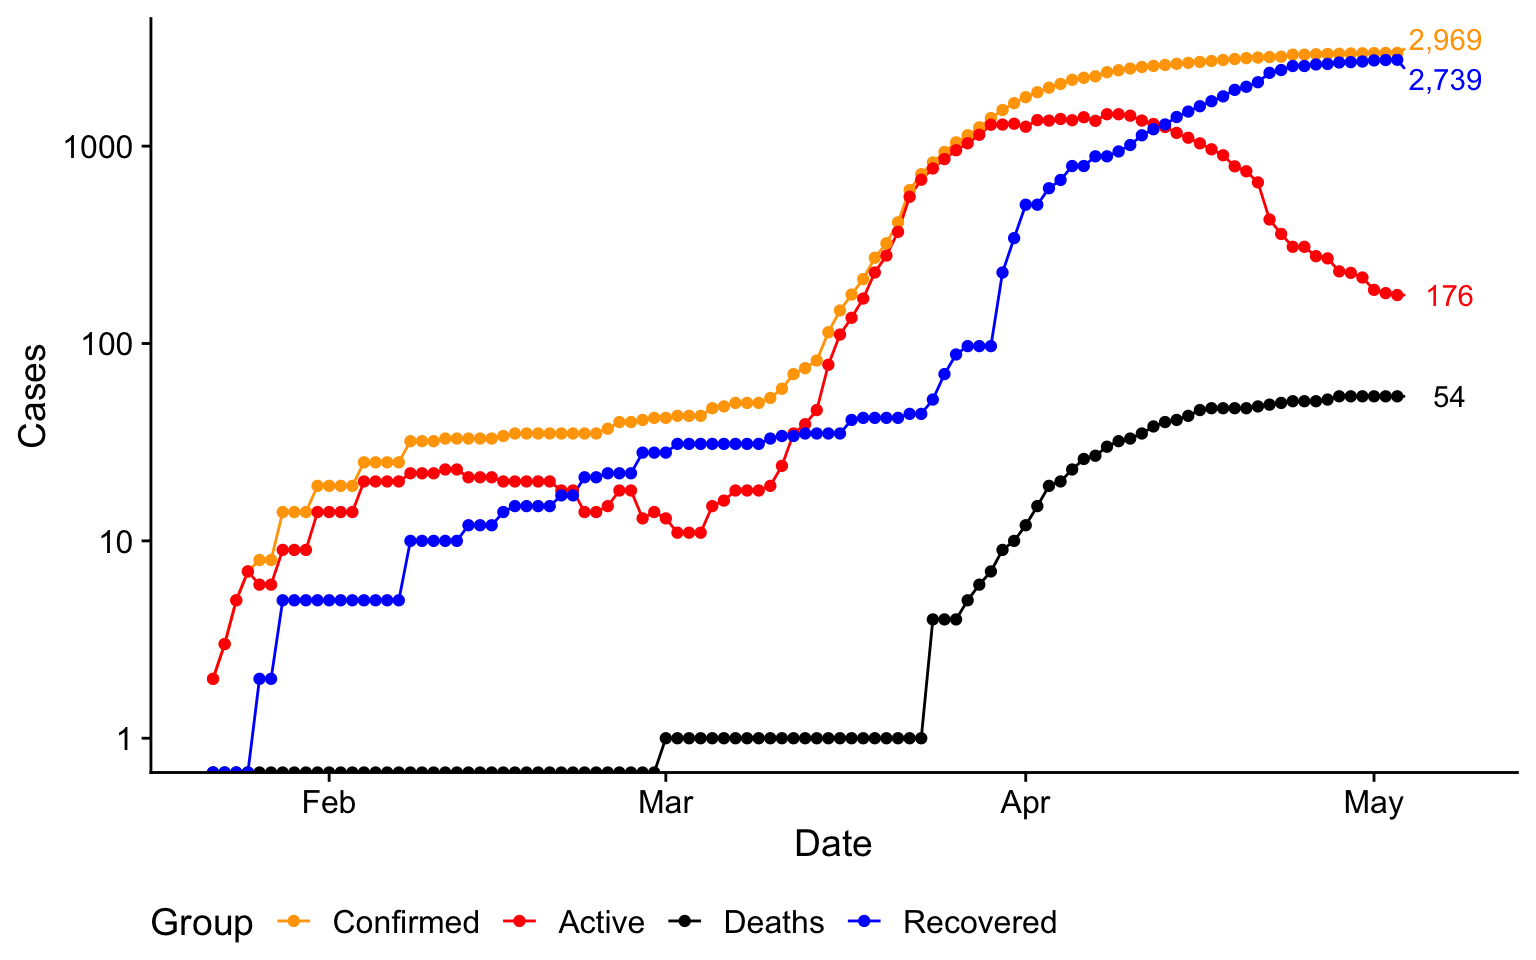 2,969
2,739
1000
176
100
54
10
1
Cases
Feb Mar Apr May
Date
Group Confirmed Active Deaths Recovered